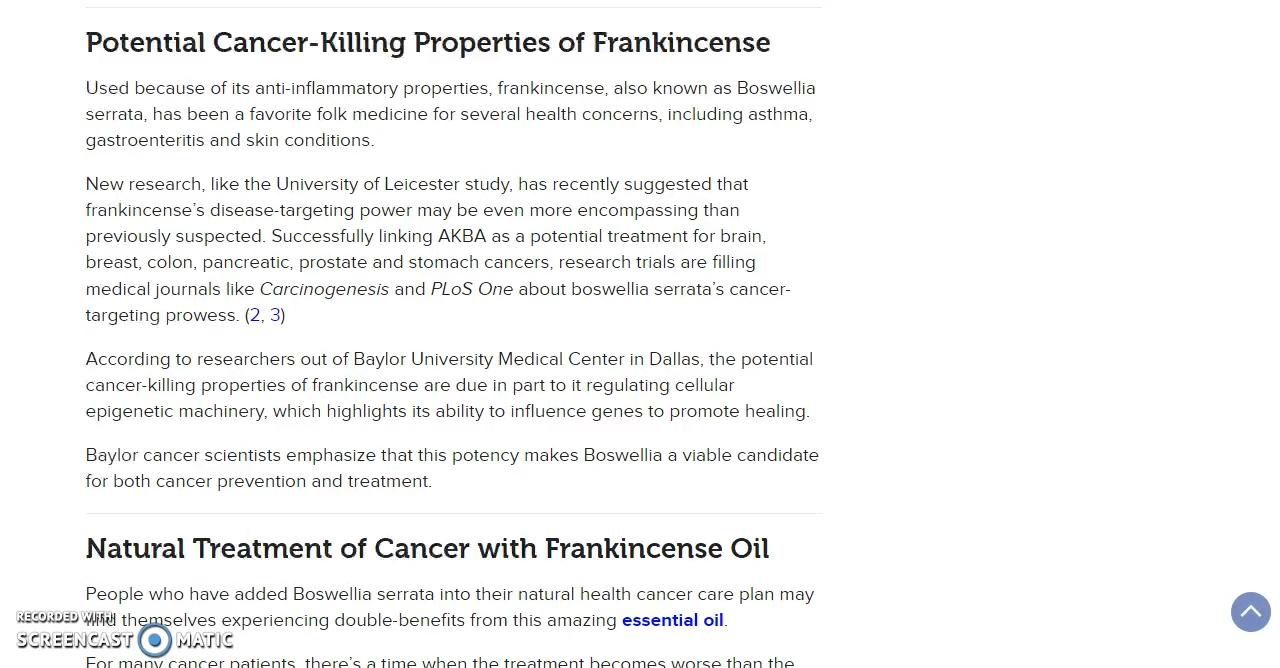 Potential Cancer-Killing Properties of Frankincense
Used because of its anti-inflammatory properties, frankincense, also known as Boswellia
serrata, has been a favorite folk medicine for several health concerns, including asthma,
gastroenteritis and skin conditions.
New research, like the University of Leicester study, has recently suggested that
frankincense’s disease-targeting power may be even more encompassing than
previously suspected. Successfully linking AKBA as a potential treatment for brain,
breast, colon, pancreatic, prostate and stomach cancers, research trials are filling
medical journals like Carcinogenesis and PLoS One about boswellia serrata’s cancer-
targeting prowess. (2, 3)
According to researchers out of Baylor University Medical Center in Dallas, the potential
cancer-killing properties of frankincense are due in part to it regulating cellular
epigenetic machinery, which highlights its ability to influence genes to promote healing.
Baylor cancer scientists emphasize that this potency makes Boswellia a viable candidate
for both cancer prevention and treatment.
Natural Treatment of Cancer with Frankincense Oil
People who have added Boswellia serrata into their natural health cancer care plan may
find themselves experiencing double-benefits from this amazing essential oil.
For many cancer patients, there’s a time when the treatment becomes worse than the
RECORDED WITH
SCREENCAST MATIC